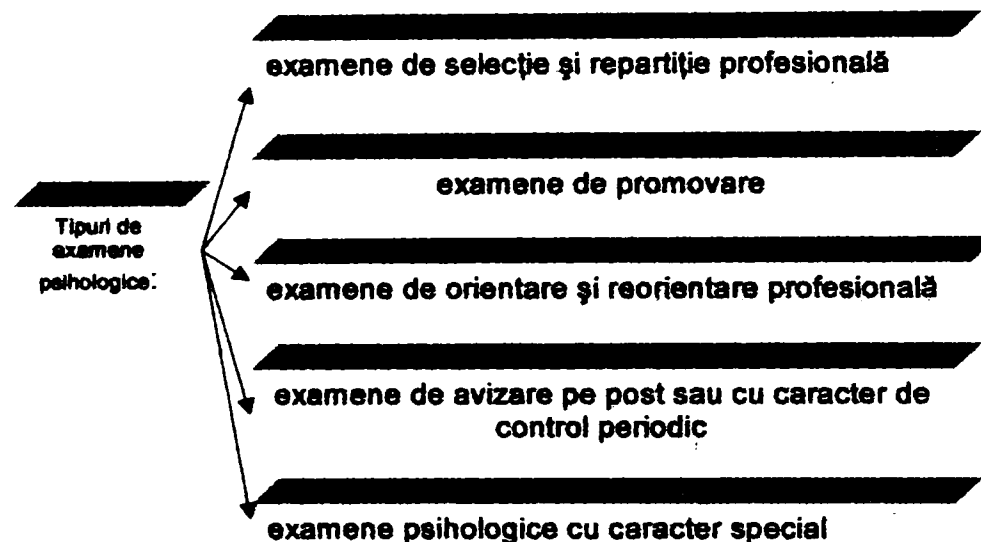 examene de selecţie şi repartiţie profesională
examene de promovare
Tipuri de
examene
psihologice:
examene de orientare şi reorientare profesională
examene de avizare pe post sau cu caracter de
control periodic
examene psihologice cu caracter special